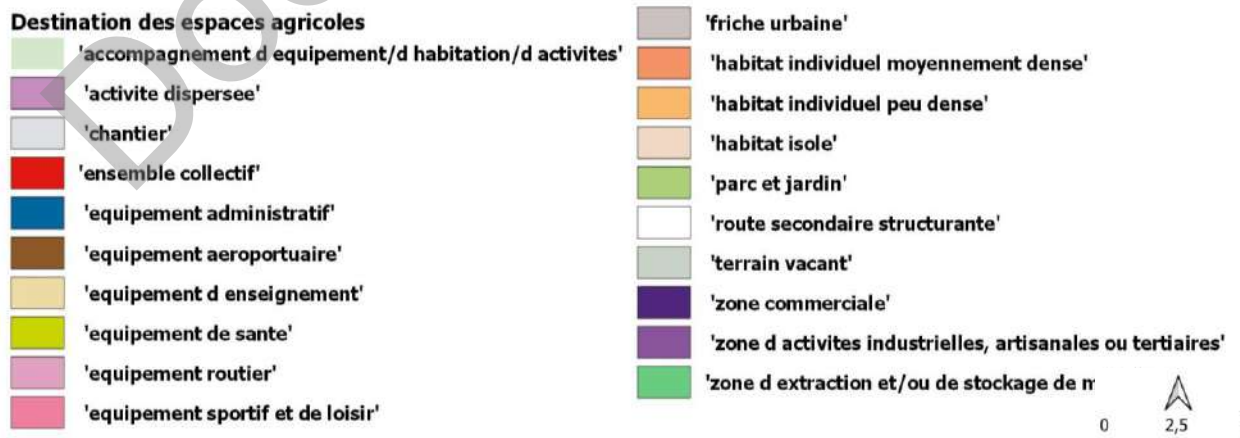 Destination des espaces agricoles
'accompagnement d equipement/d habitation/d activites'
'activite dispersee'
'chantier'
'ensemble collectif'
'equipement administratif'
'equipement aeroportuaire'
'equipement d enseignement'
'equipement de sante'
'equipement routier'
'equipement sportif et de loisir'
'friche urbaine'
'habitat individuel moyennement dense'
'habitat individuel peu dense'
'habitat isole'
'parc et jardin'
'route secondaire structurante'
'terrain vacant'
'zone commerciale'
'zone d activites industrielles, artisanales ou tertiaires'
'zone d extraction et/ou de stockage de
0 2,5